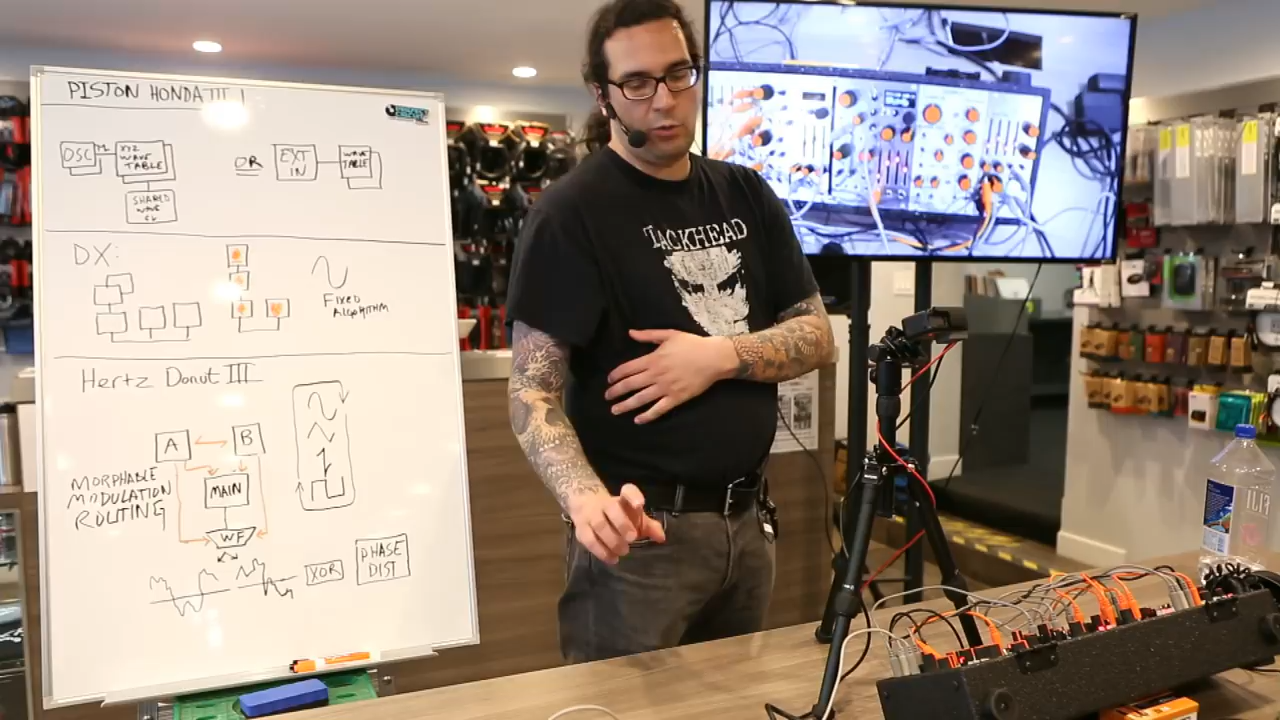 PISTON HONDA III
OSC
XYZ
WAVE
TABLE
OR
EXT
IN
WAVE
TABLE
SHARED
WAVE
DX:
FIXED
ALGORITHM
Hertz Donut III
A
B
MORPHABLE
MODULATION
ROUTING
MAIN
WF
XOR
PHASE
DIST
TACKHEAD
FIJI